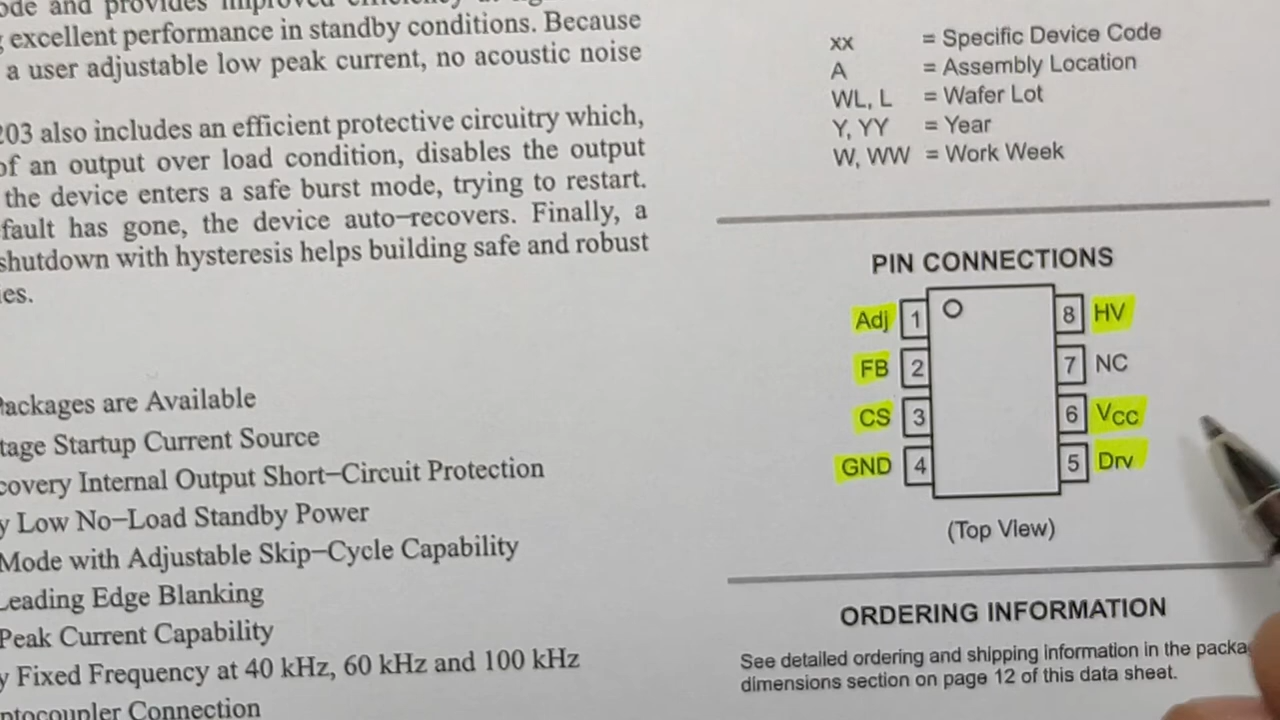 and provides improved
excellent performance in standby conditions. Because
a user adjustable low peak current, no acoustic noise
203 also includes an efficient protective circuitry which,
of an output over load condition, disables the output
the device enters a safe burst mode, trying to restart.
fault has gone, the device auto–recovers. Finally, a
shutdown with hysteresis helps building safe and robust
ies.
Packages are Available
tage Startup Current Source
covery Internal Output Short–Circuit Protection
y Low No–Load Standby Power
Mode with Adjustable Skip–Cycle Capability
Leading Edge Blanking
Peak Current Capability
y Fixed Frequency at 40 kHz, 60 kHz and 100 kHz
ptocoupler Connection
xx = Specific Device Code
A = Assembly Location
WL, L = Wafer Lot
Y, YY = Year
W, WW = Work Week
PIN CONNECTIONS
Adj 1 8 HV
FB 2 7 NC
CS 3 6 VCC
GND 4 5 Drv
(Top View)
ORDERING INFORMATION
See detailed ordering and shipping information in the packa
dimensions section on page 12 of this data sheet.